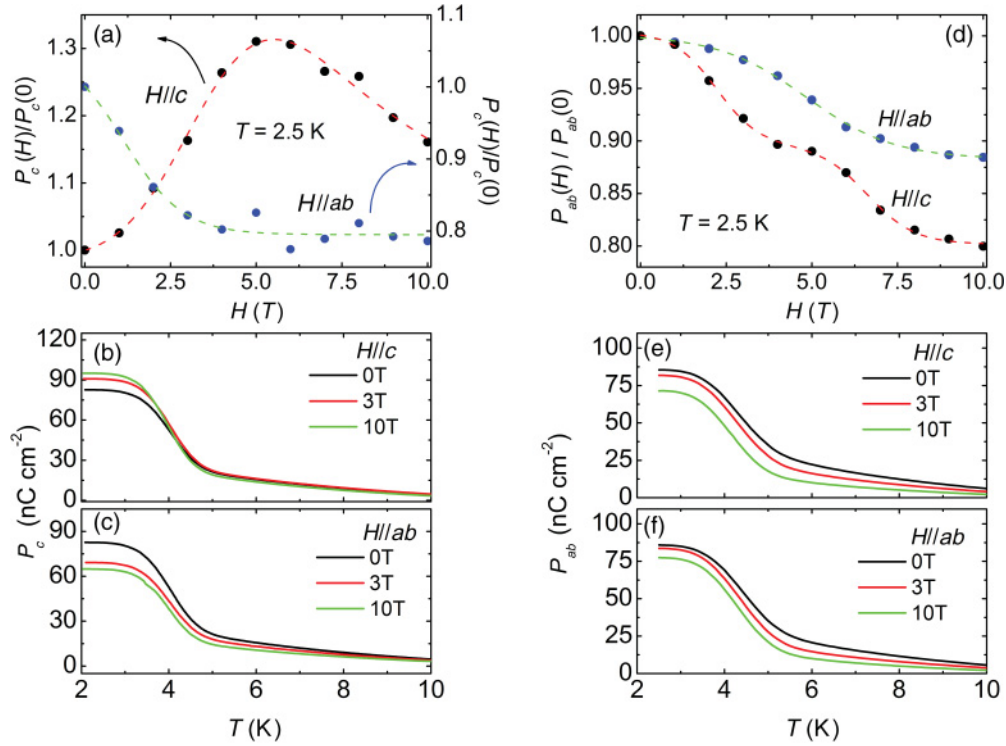 (a)
H//c
T = 2.5 K
H//ab
P_c(H)/P_c(0)
1.3
1.2
1.1
1.0
P_c(H)/P_c(0)
1.1
1.0
0.9
0.8
0.0 2.5 5.0 7.5 10.0
H (T)
(b)
H//c
0T
3T
10T
120
90
60
30
0
(c)
H//ab
0T
3T
10T
90
60
30
0
P_c (nC cm⁻²)
2 4 6 8 10
T (K)
(d)
H//ab
H//c
T = 2.5 K
P_ab(H) / P_ab(0)
1.00
0.95
0.90
0.85
0.80
0.0 2.5 5.0 7.5 10.0
H (T)
(e)
H//c
0T
3T
10T
100
75
50
25
0
(f)
H//ab
0T
3T
10T
100
75
50
25
0
P_ab (nC cm⁻²)
2 4 6 8 10
T (K)